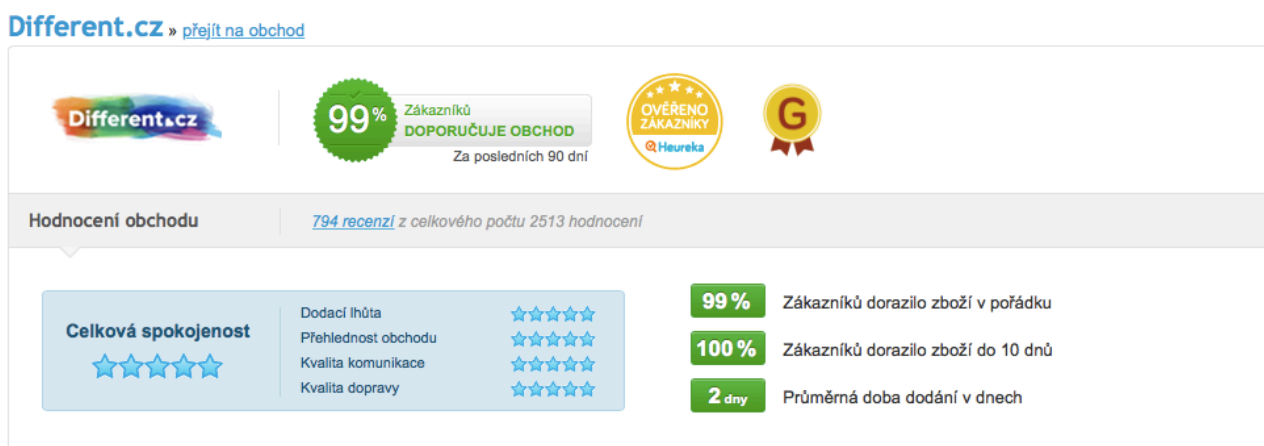 Different.cz » přejít na obchod
Different.cz
99%
Zákazníků
DOPORUČUJE OBCHOD
Za posledních 90 dní
OVĚŘENO
ZÁKAZNÍKY
Heureka
G
Hodnocení obchodu
794 recenzí z celkového počtu 2513 hodnocení
Celková spokojenost
Dodací lhůta
Přehlednost obchodu
Kvalita komunikace
Kvalita dopravy
99 % Zákazníků dorazilo zboží v pořádku
100 % Zákazníků dorazilo zboží do 10 dnů
2 dny Průměrná doba dodání v dnech